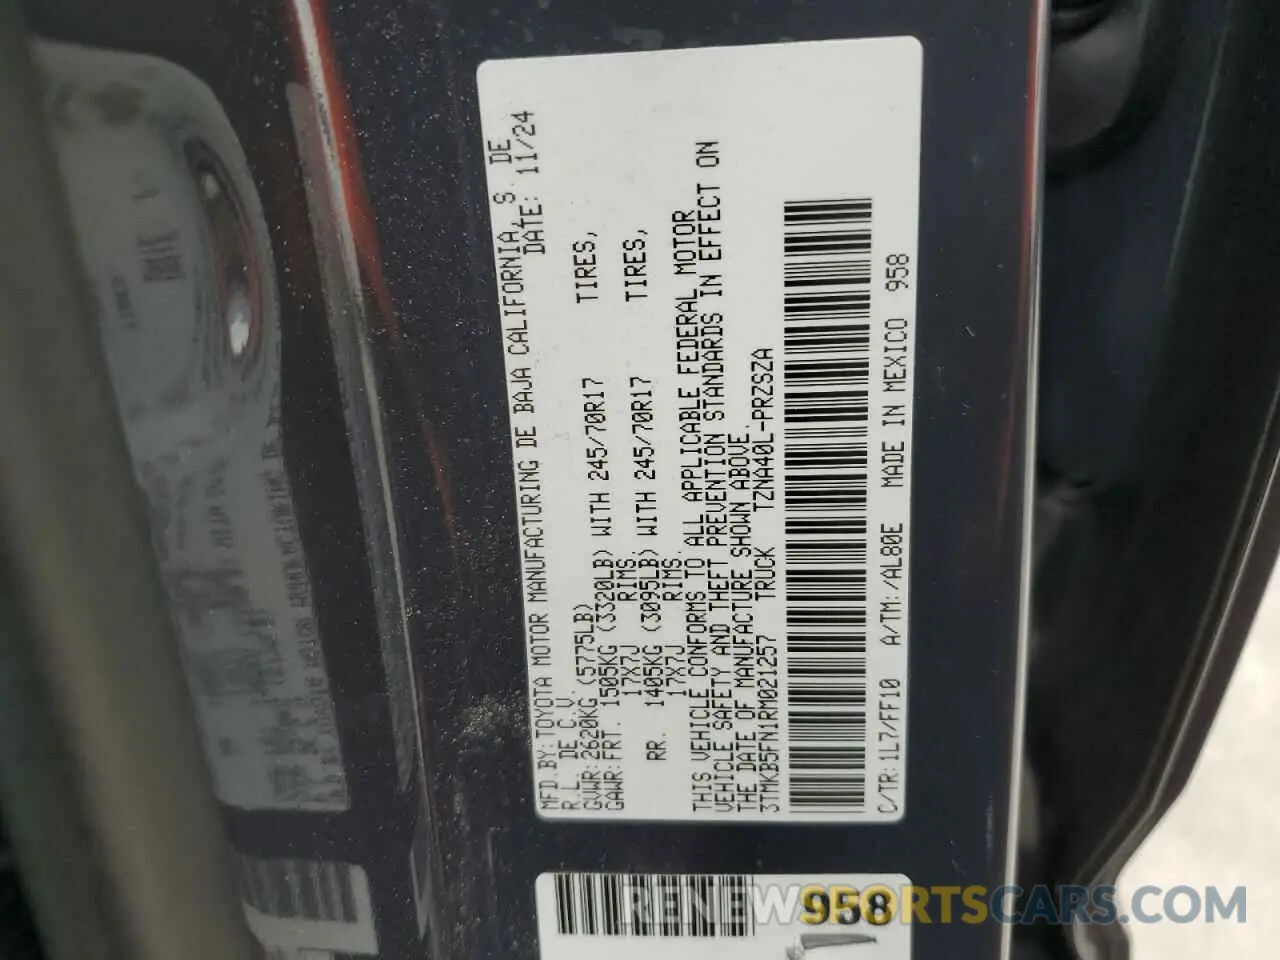 MFD.BY: TOYOTA MOTOR MANUFACTURING DE BAJA CALIFORNIA, S. DE
R.L. DE C.V. DATE: 11/24
GVWR: 2620KG (5775LB)
GAWR: FRT. 1505KG (3320LB) WITH 245/70R17 TIRES,
17X7J RIMS.
RR. 1405KG (3095LB) WITH 245/70R17 TIRES,
17X7J RIMS.
THIS VEHICLE CONFORMS TO ALL APPLICABLE FEDERAL MOTOR
VEHICLE SAFETY AND THEFT PREVENTION STANDARDS IN EFFECT ON
THE DATE OF MANUFACTURE SHOWN ABOVE.
3TMKB5FN1RM021257 TRUCK TZNA40L-PRZSZA
C/TR: 1L7/FF10 A/TM: /AL80E MADE IN MEXICO 958
958
RENEWSPORTSCARS.COM